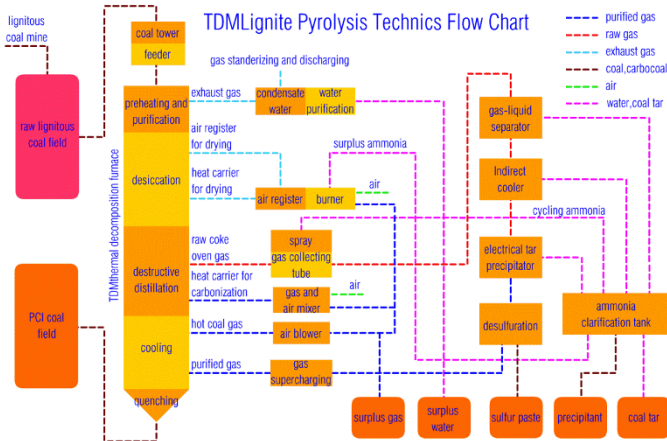 TDMLignite Pyrolysis Technics Flow Chart
purified gas
raw gas
exhaust gas
coal,carbocoal
air
water,coal tar
lignitous
coal mine
coal tower
feeder
gas standerizing and discharging
preheating and
purification
exhaust gas
condensate
water
water
purification
raw lignitous
coal field
gas-liquid
separator
air register
for drying
surplus ammonia
desiccation
heat carrier
for drying
air register
burner
air
Indirect
cooler
TDMthermal decomposition furnace
cycling ammonia
raw coke
oven gas
spray
gas collecting
tube
electrical tar
precipitator
destructive
distillation
heat carrier for
carbonization
gas and
air mixer
air
PCI coal
field
ammonia
clarification tank
hot coal gas
air blower
desulfuration
cooling
purified gas
gas
supercharging
quenching
surplus gas
surplus
water
sulfur paste
precipitant
coal tar